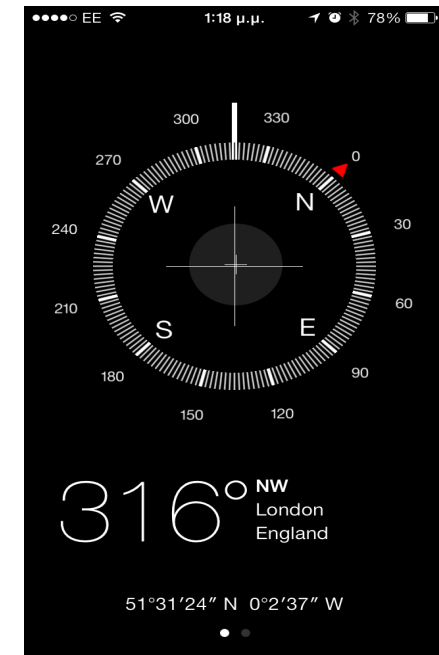 EE 1:18 μ.μ. 78%
300 330
270 0
W N
240 30
210 60
S E
180 90
150 120
316° NW
London
England
51°31′24″ N 0°2′37″ W